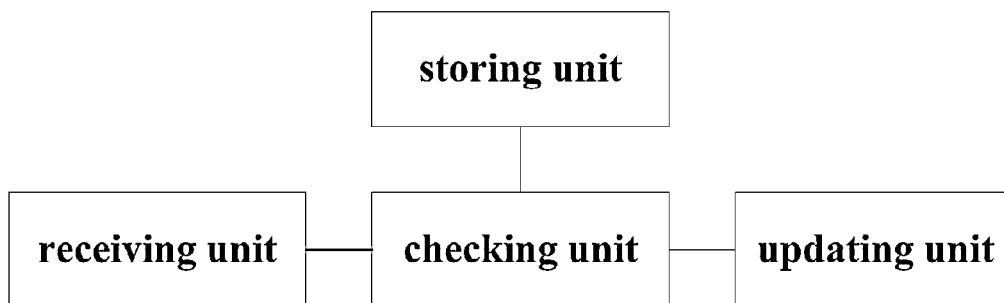 storing unit
receiving unit
checking unit
updating unit